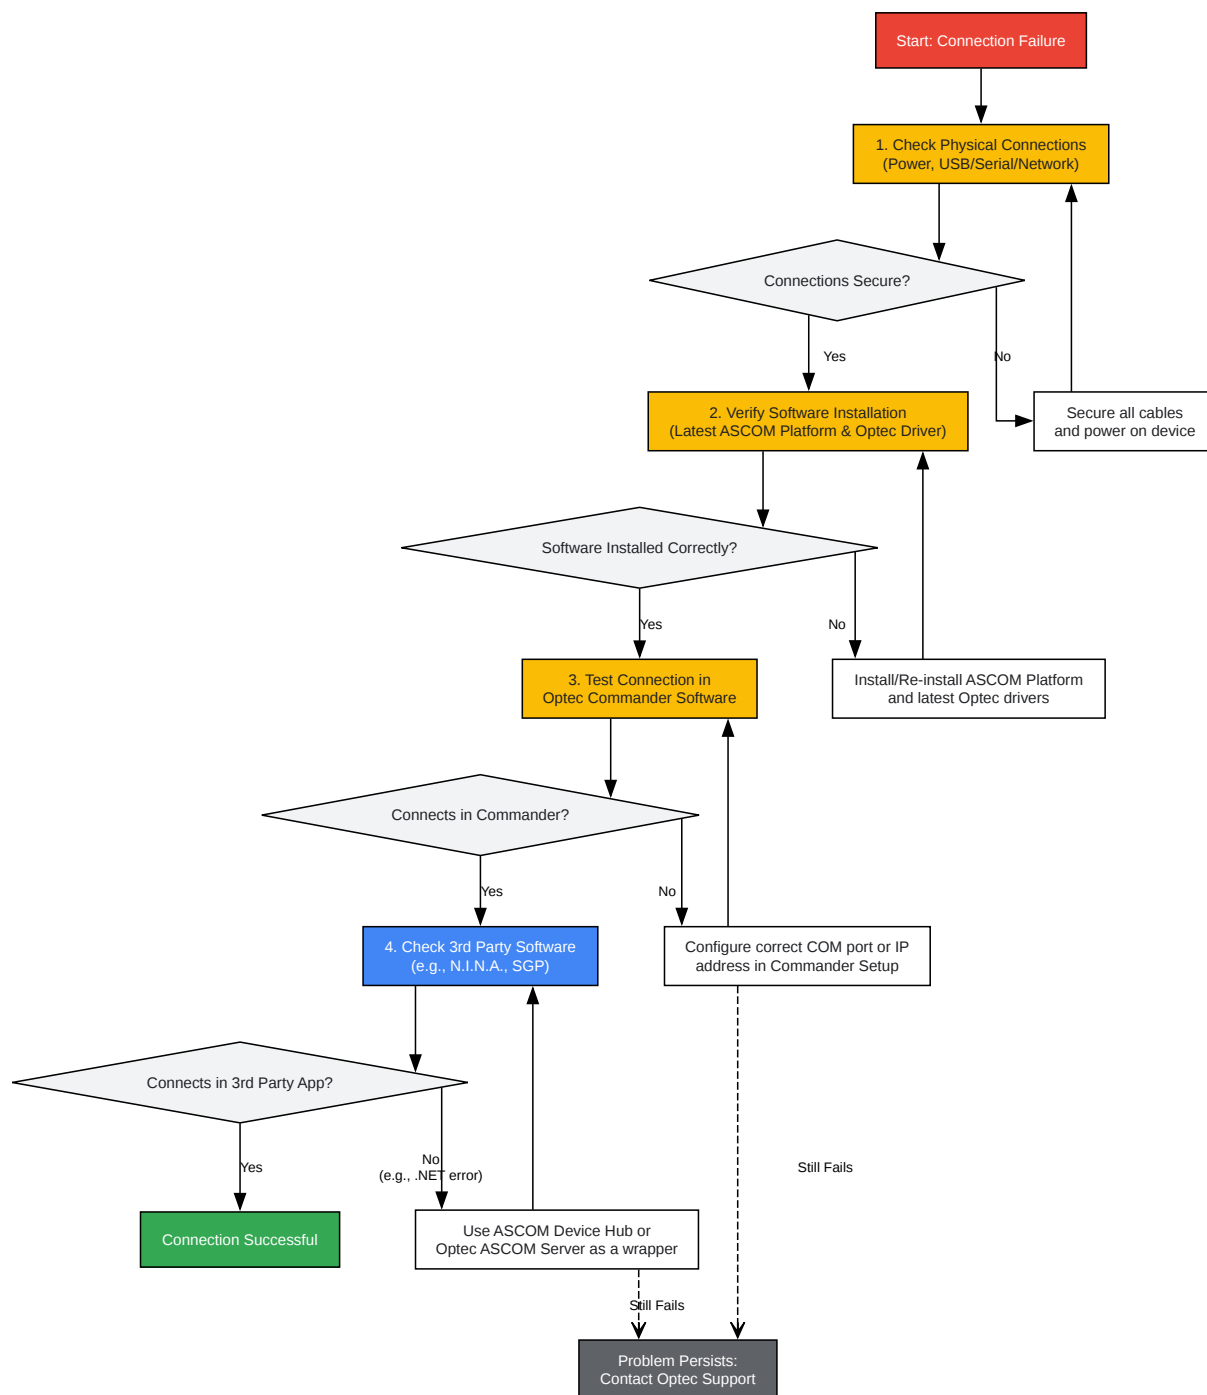 Start: Connection Failure
1. Check Physical Connections
(Power, USB/Serial/Network)
Connections Secure?
Yes
No
2. Verify Software Installation
(Latest ASCOM Platform & Optec Driver)
Secure all cables
and power on device
Software Installed Correctly?
Yes
No
3. Test Connection in
Optec Commander Software
Install/Re-install ASCOM Platform
and latest Optec drivers
Connects in Commander?
Yes
No
4. Check 3rd Party Software
(e.g., N.I.N.A., SGP)
Configure correct COM port or IP
address in Commander Setup
Connects in 3rd Party App?
Yes
No
(e.g., .NET error)
Still Fails
Connection Successful
Use ASCOM Device Hub or
Optec ASCOM Server as a wrapper
Still Fails
Problem Persists:
Contact Optec Support